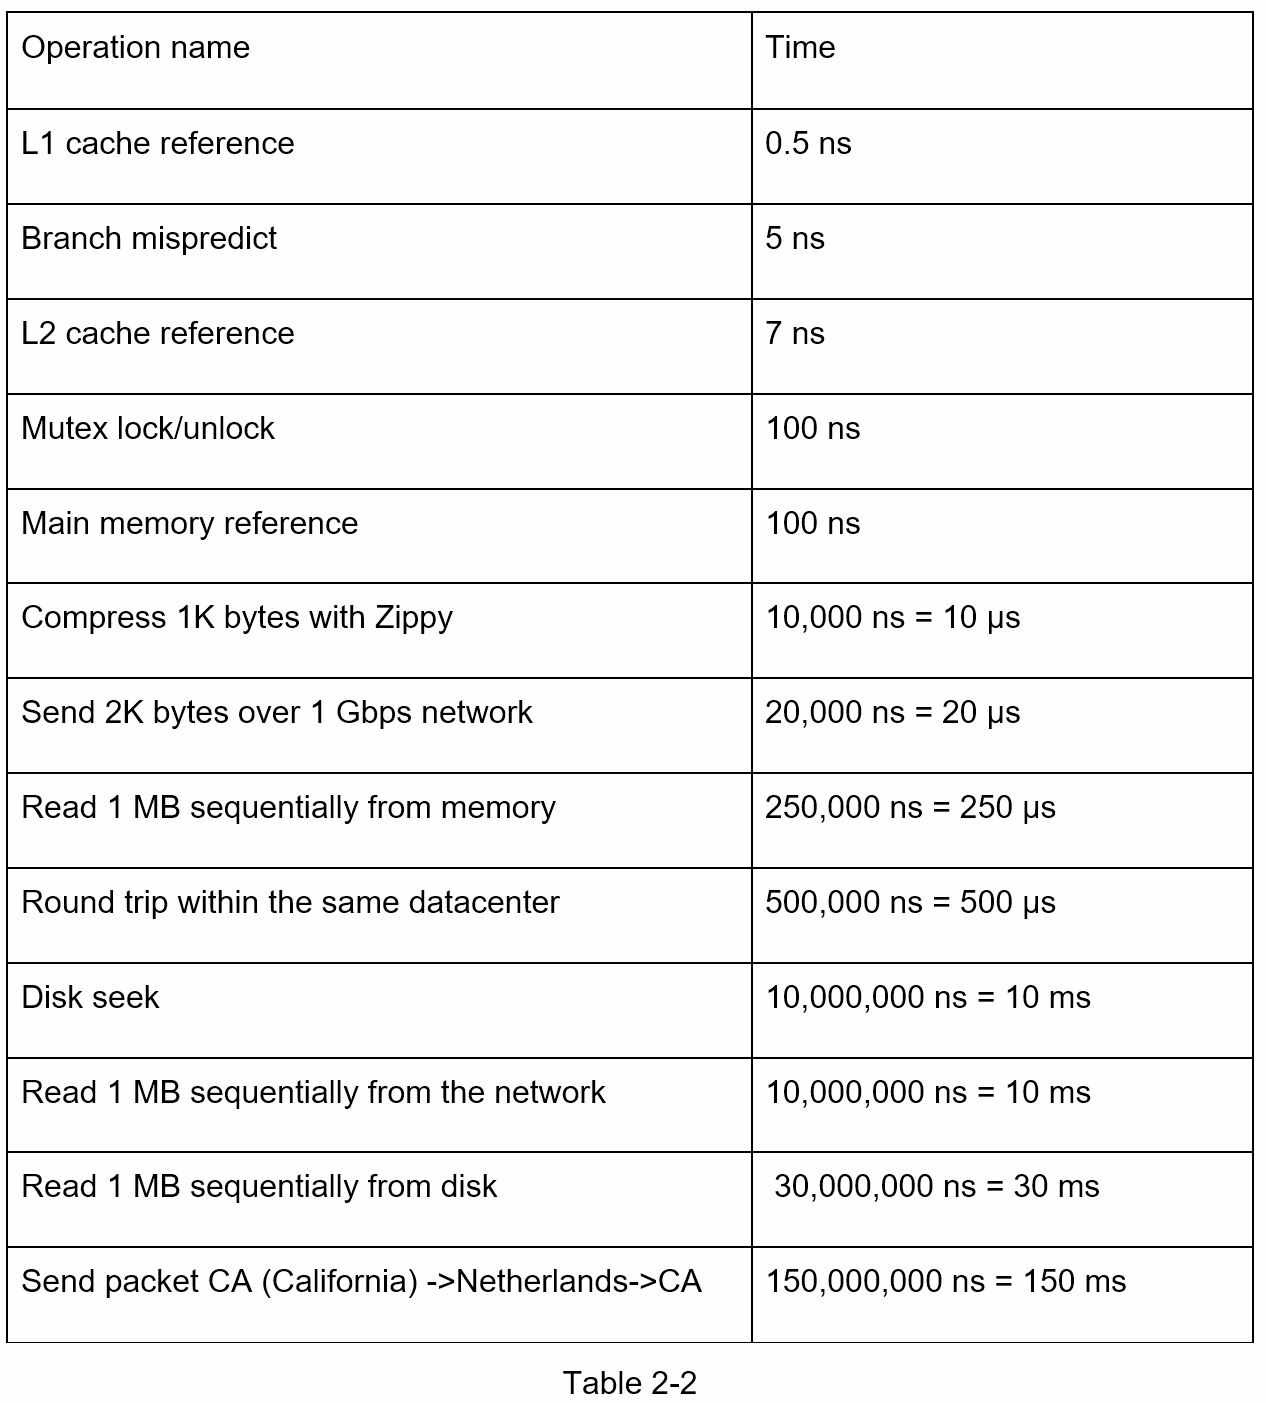 Operation name Time
L1 cache reference 0.5 ns
Branch mispredict 5 ns
L2 cache reference 7 ns
Mutex lock/unlock 100 ns
Main memory reference 100 ns
Compress 1K bytes with Zippy 10,000 ns = 10 µs
Send 2K bytes over 1 Gbps network 20,000 ns = 20 µs
Read 1 MB sequentially from memory 250,000 ns = 250 µs
Round trip within the same datacenter 500,000 ns = 500 µs
Disk seek 10,000,000 ns = 10 ms
Read 1 MB sequentially from the network 10,000,000 ns = 10 ms
Read 1 MB sequentially from disk 30,000,000 ns = 30 ms
Send packet CA (California) ->Netherlands->CA 150,000,000 ns = 150 ms
Table 2-2